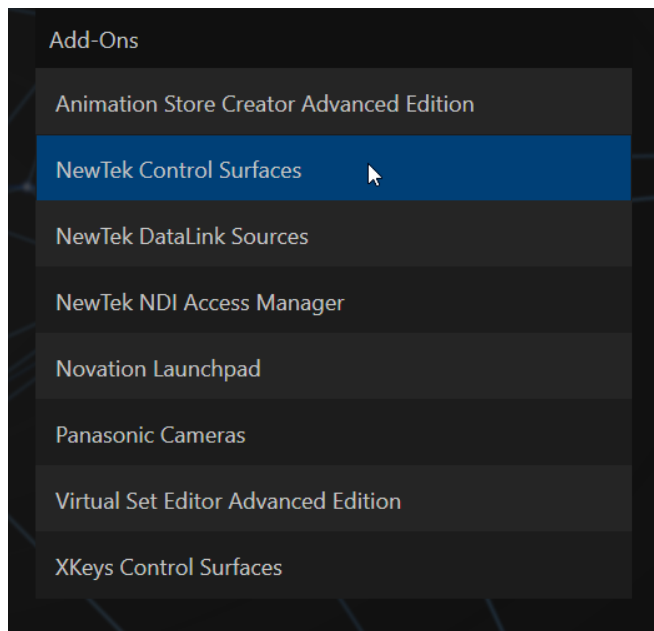 Add-Ons
Animation Store Creator Advanced Edition
NewTek Control Surfaces
NewTek DataLink Sources
NewTek NDI Access Manager
Novation Launchpad
Panasonic Cameras
Virtual Set Editor Advanced Edition
XKeys Control Surfaces